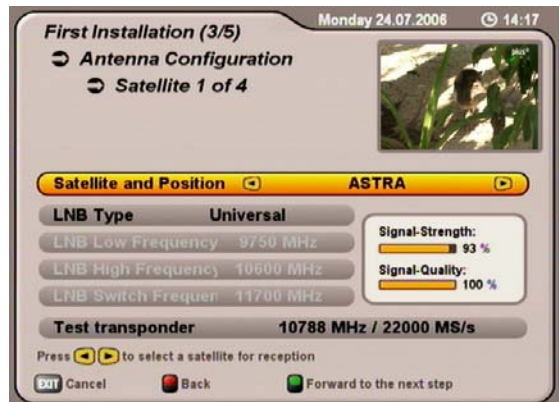 Monday 24.07.2006 14:17
First Installation (3/5)
Antenna Configuration
Satellite 1 of 4
Satellite and Position ASTRA
LNB Type Universal
LNB Low Frequency 9750 MHz
LNB High Frequency 10600 MHz
LNB Switch Frequen 11700 MHz
Signal-Strength:
93 %
Signal-Quality:
100 %
Test transponder 10788 MHz / 22000 MS/s
Press to select a satellite for reception
EXIT Cancel Back Forward to the next step